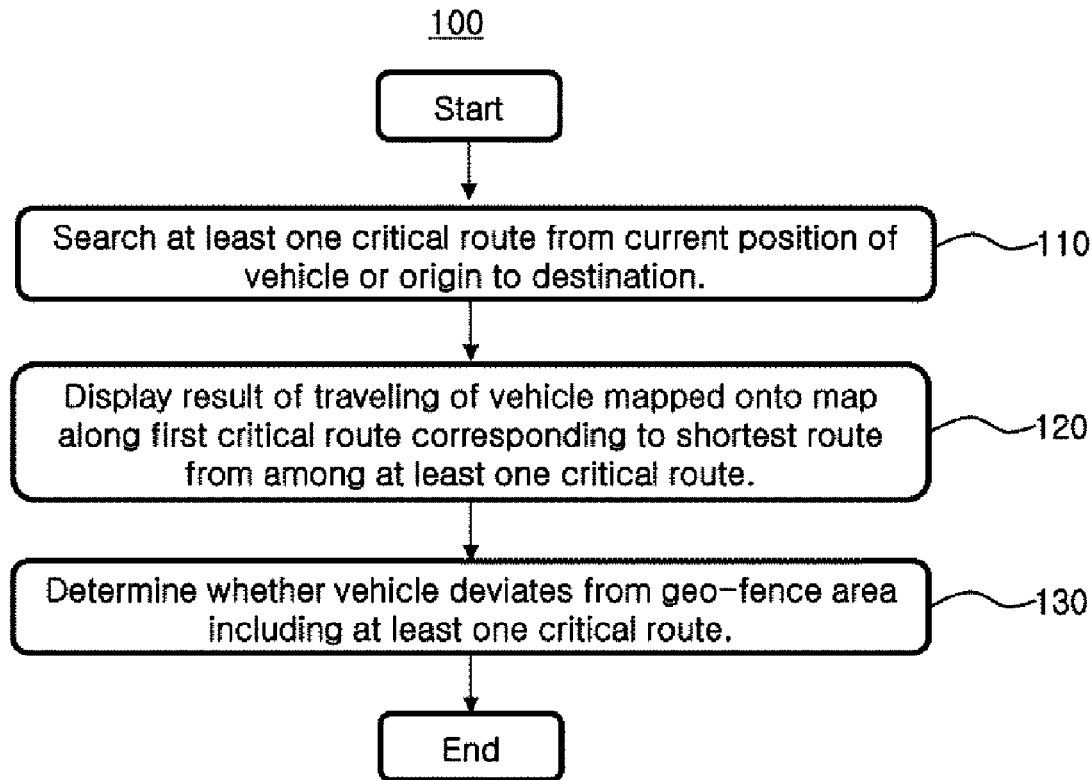 100
Start
Search at least one critical route from current position of
vehicle or origin to destination.
110
Display result of traveling of vehicle mapped onto map
along first critical route corresponding to shortest route
from among at least one critical route.
120
Determine whether vehicle deviates from geo-fence area
including at least one critical route.
130
End